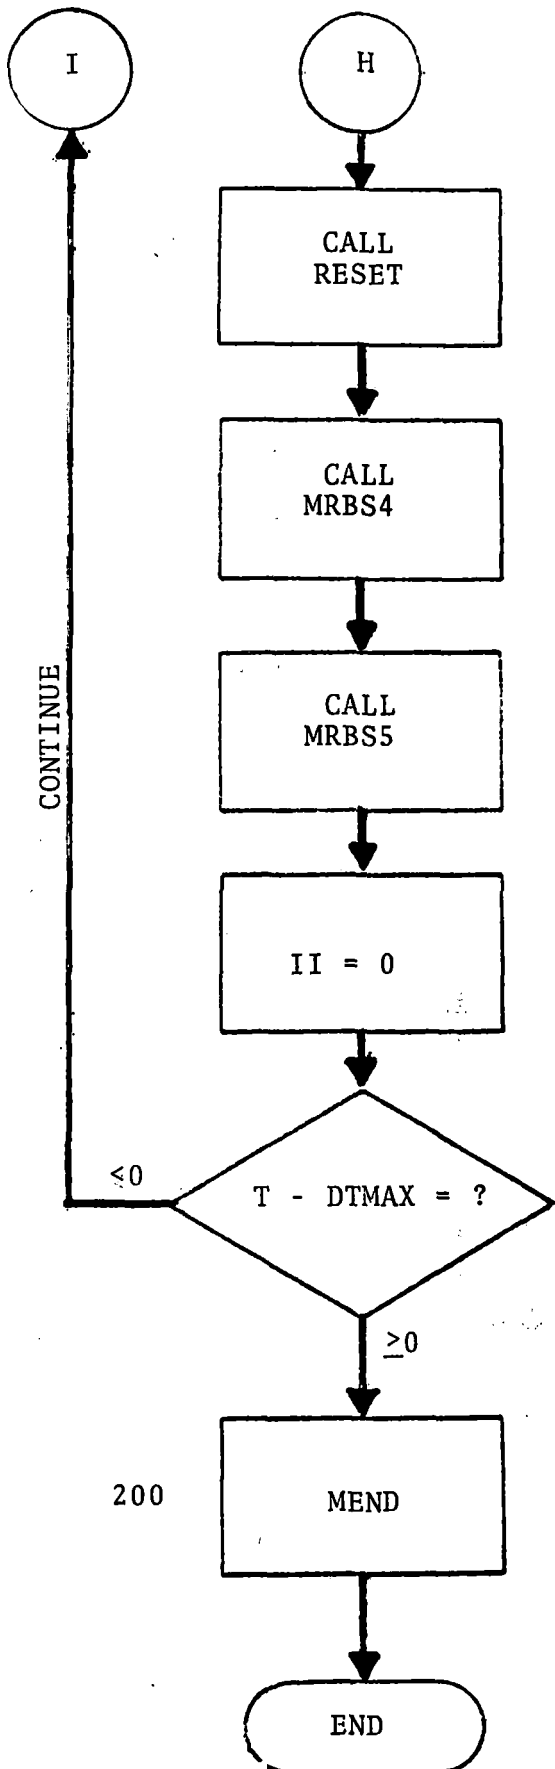 I
H
CALL
RESET
CALL
MRBS4
CALL
MRBS5
CONTINUE
II = 0
<0
T - DTMAX = ?
≥0
200
MEND
END